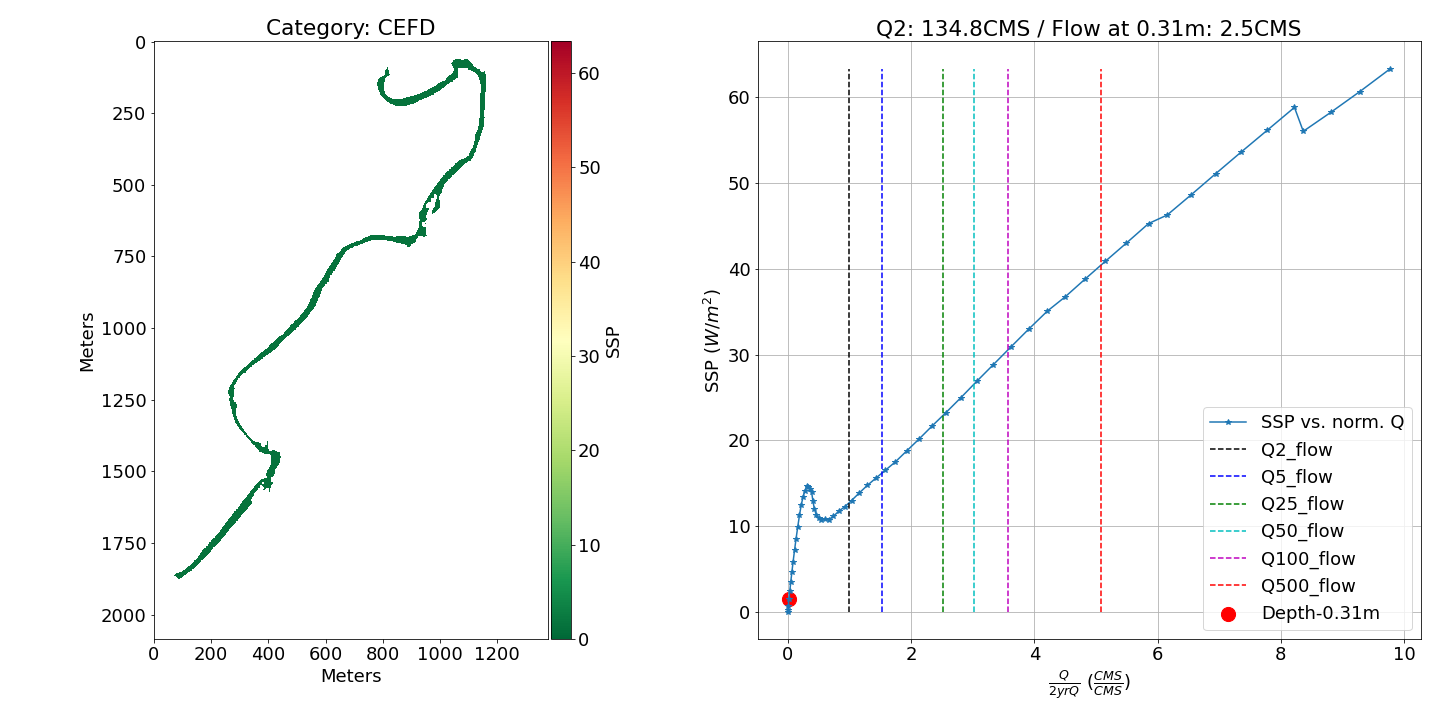 Category: CEFD
0
250
500
750
1000
1250
1500
1750
2000
Meters
0 200 400 600 800 1000 1200
Meters
60
50
40
30
20
10
0
SSP
Q2: 134.8CMS / Flow at 0.31m: 2.5CMS
60
50
40
30
20
10
0
SSP (W/m²)
SSP vs. norm. Q
Q2_flow
Q5_flow
Q25_flow
Q50_flow
Q100_flow
Q500_flow
Depth-0.31m
0 2 4 6 8 10
Q/2yrQ (CMS/CMS)